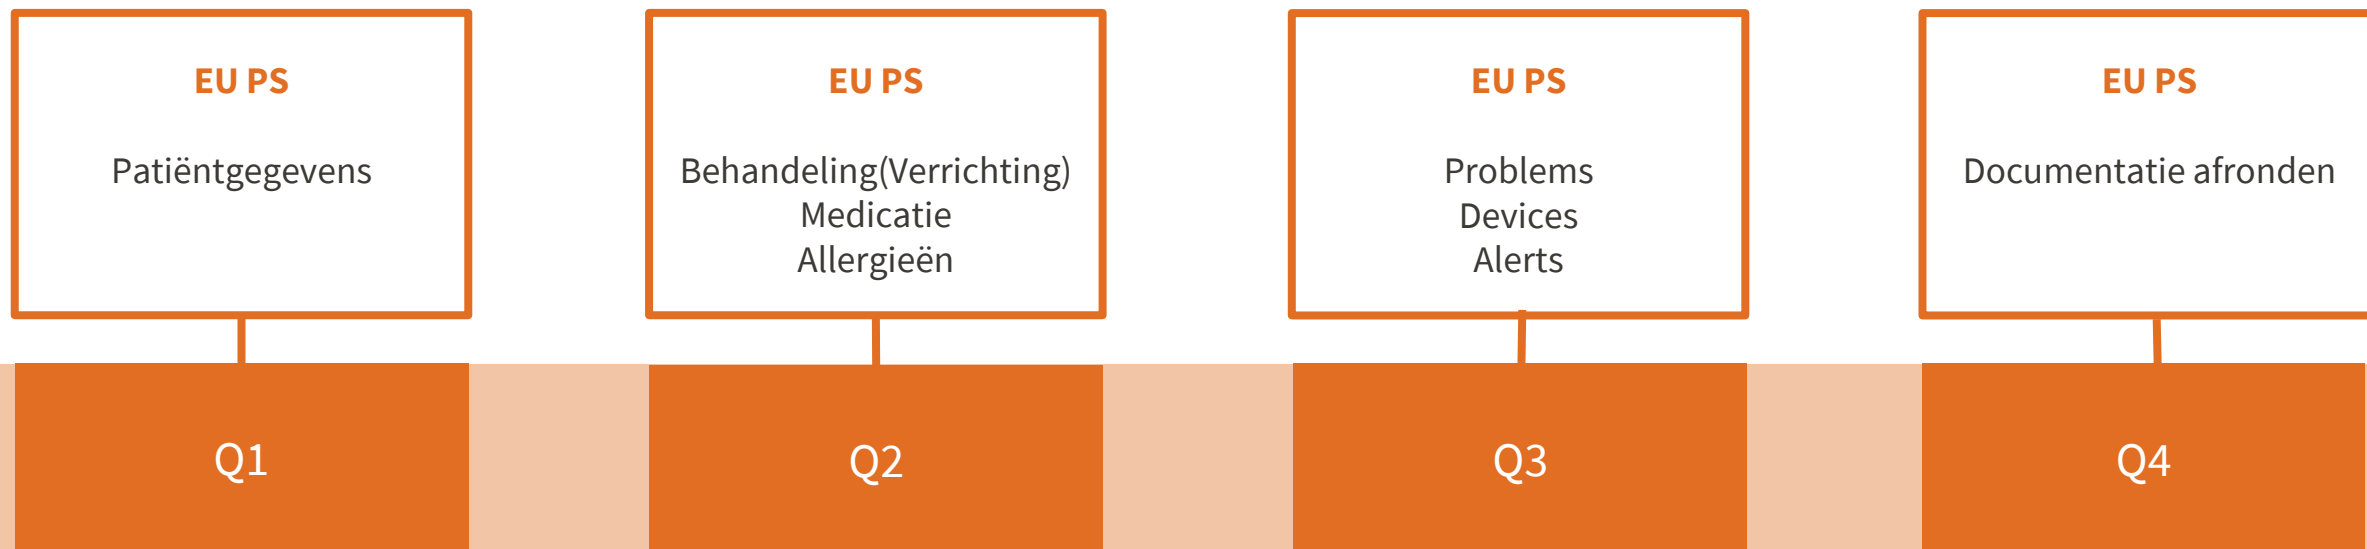 EU PS
Patiëntgegevens
EU PS
Behandeling(Verrichting)
Medicatie
Allergieën
EU PS
Problems
Devices
Alerts
EU PS
Documentatie afronden
Q1
Q2
Q3
Q4